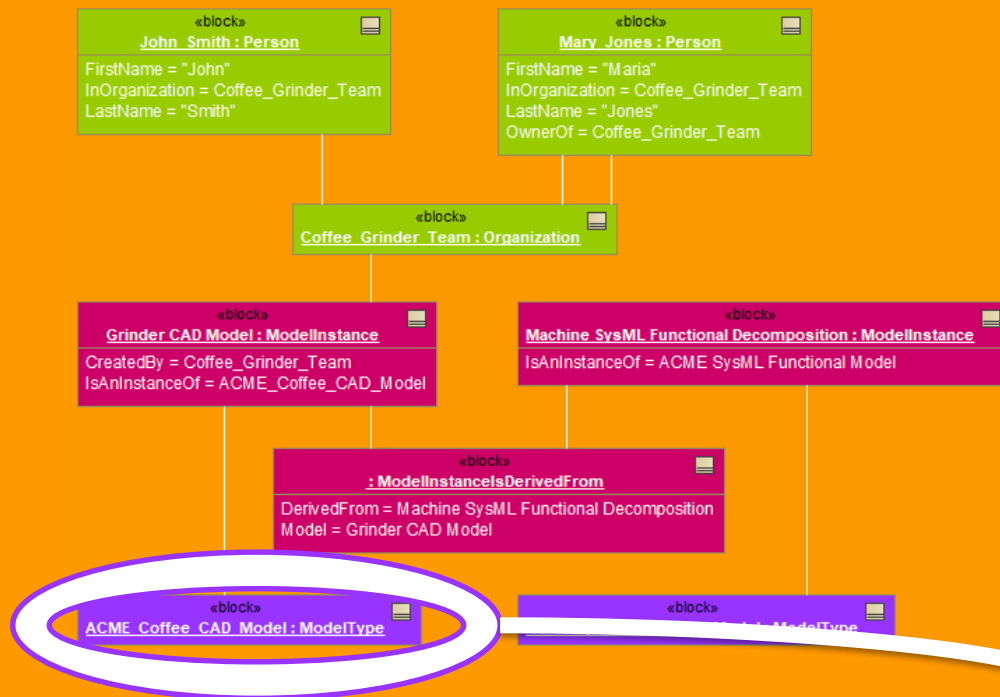 «block»
John_Smith : Person
FirstName = "John"
InOrganization = Coffee_Grinder_Team
LastName = "Smith"
«block»
Mary_Jones : Person
FirstName = "Maria"
InOrganization = Coffee_Grinder_Team
LastName = "Jones"
OwnerOf = Coffee_Grinder_Team
«block»
Coffee_Grinder_Team : Organization
«block»
Grinder CAD Model : ModelInstance
CreatedBy = Coffee_Grinder_Team
IsAnInstanceOf = ACME_Coffee_CAD_Model
«block»
Machine SysML Functional Decomposition : ModelInstance
IsAnInstanceOf = ACME SysML Functional Model
«block»
: ModelInstanceIsDerivedFrom
DerivedFrom = Machine SysML Functional Decomposition
Model = Grinder CAD Model
«block»
ACME_Coffee_CAD_Model : ModelType
«block»
ModelType